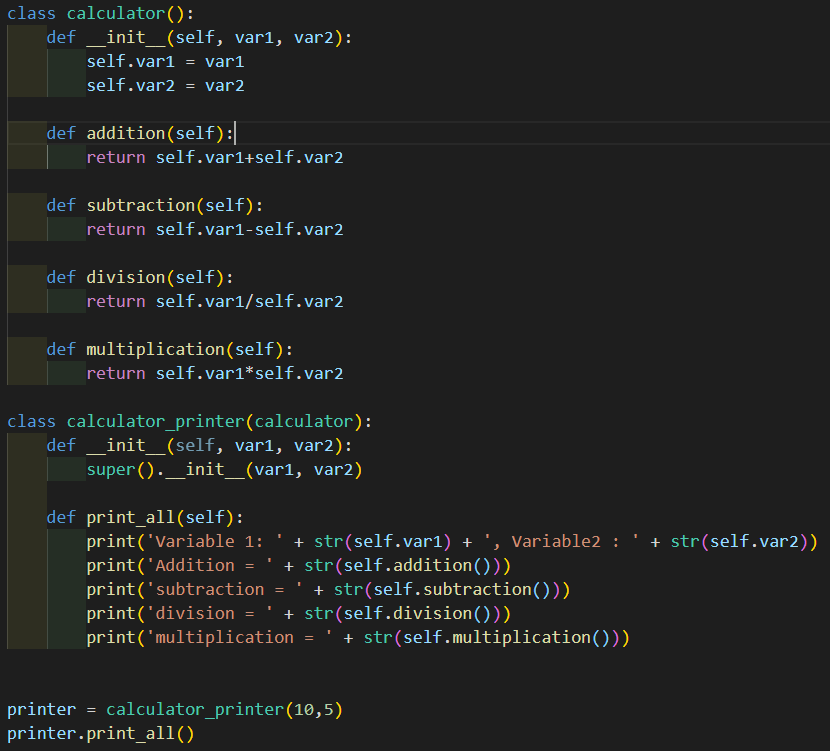 class calculator():
    def __init__(self, var1, var2):
        self.var1 = var1
        self.var2 = var2

    def addition(self):
        return self.var1+self.var2

    def subtraction(self):
        return self.var1-self.var2

    def division(self):
        return self.var1/self.var2

    def multiplication(self):
        return self.var1*self.var2

class calculator_printer(calculator):
    def __init__(self, var1, var2):
        super().__init__(var1, var2)

    def print_all(self):
        print('Variable 1: ' + str(self.var1) + ', Variable2 : ' + str(self.var2))
        print('Addition = ' + str(self.addition()))
        print('subtraction = ' + str(self.subtraction()))
        print('division = ' + str(self.division()))
        print('multiplication = ' + str(self.multiplication()))


printer = calculator_printer(10,5)
printer.print_all()